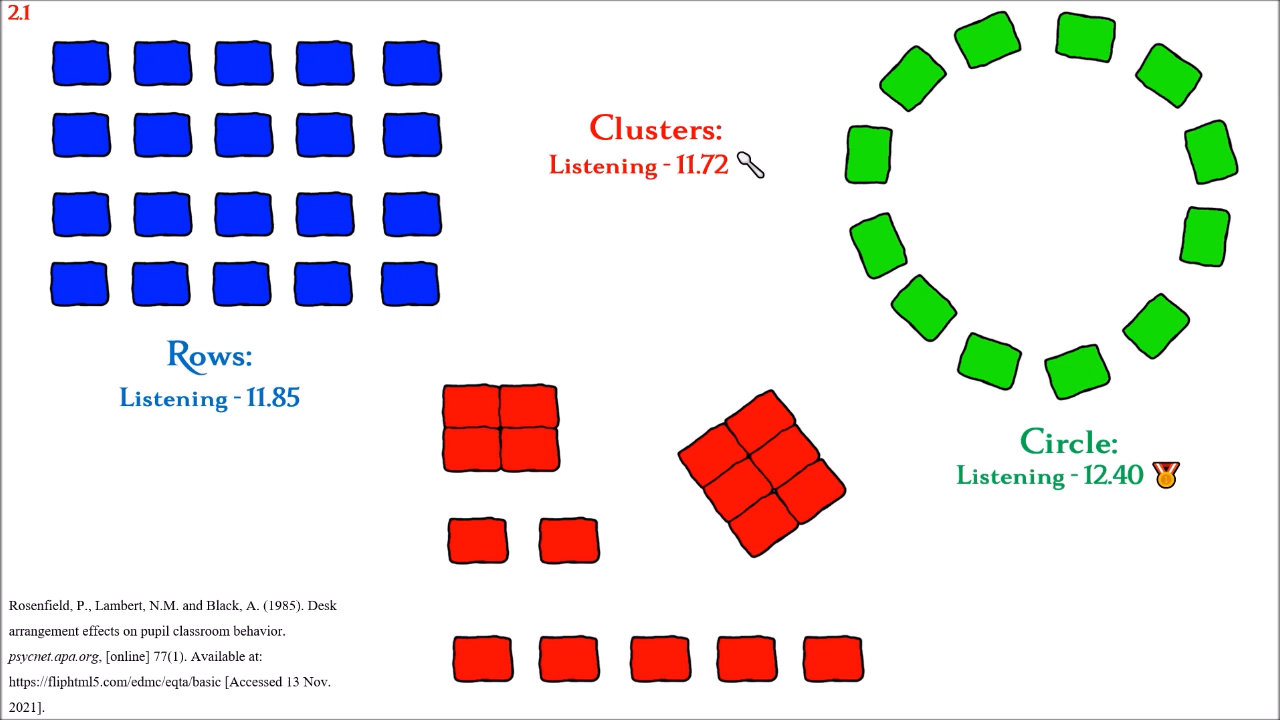 2.1
Clusters:
Listening - 11.72
Rows:
Listening - 11.85
Circle:
Listening - 12.40
Rosenfield, P., Lambert, N.M. and Black, A. (1985). Desk
arrangement effects on pupil classroom behavior.
psycnet.apa.org, [online] 77(1). Available at:
https://fliphtml5.com/edmc/eqta/basic [Accessed 13 Nov.
2021].